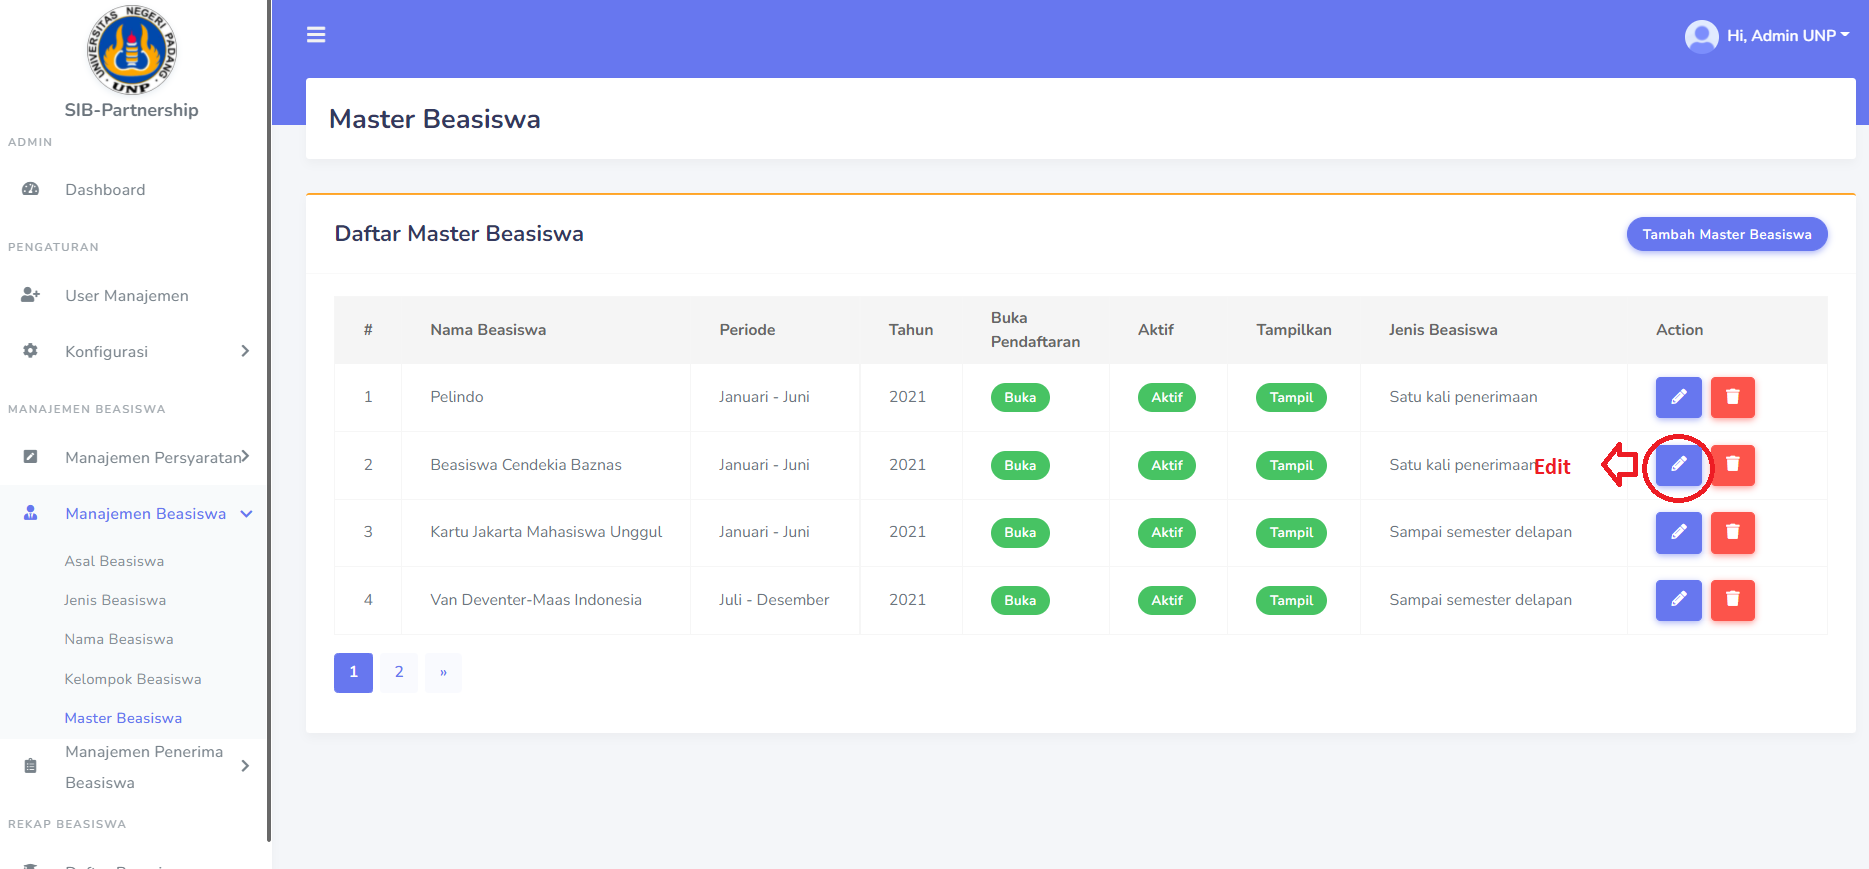 UNIVERSITAS NEGERI PADANG
UNP
SIB-Partnership
ADMIN
Dashboard
PENGATURAN
User Manajemen
Konfigurasi
MANAJEMEN BEASISWA
Manajemen Persyaratan
Manajemen Beasiswa
Asal Beasiswa
Jenis Beasiswa
Nama Beasiswa
Kelompok Beasiswa
Master Beasiswa
Manajemen Penerima
Beasiswa
REKAP BEASISWA
Hi, Admin UNP
Master Beasiswa
Daftar Master Beasiswa
Tambah Master Beasiswa
# Nama Beasiswa Periode Tahun Buka Pendaftaran Aktif Tampilkan Jenis Beasiswa Action
1 Pelindo Januari - Juni 2021 Buka Aktif Tampil Satu kali penerimaan
2 Beasiswa Cendekia Baznas Januari - Juni 2021 Buka Aktif Tampil Satu kali penerimaan Edit
3 Kartu Jakarta Mahasiswa Unggul Januari - Juni 2021 Buka Aktif Tampil Sampai semester delapan
4 Van Deventer-Maas Indonesia Juli - Desember 2021 Buka Aktif Tampil Sampai semester delapan
1 2 »